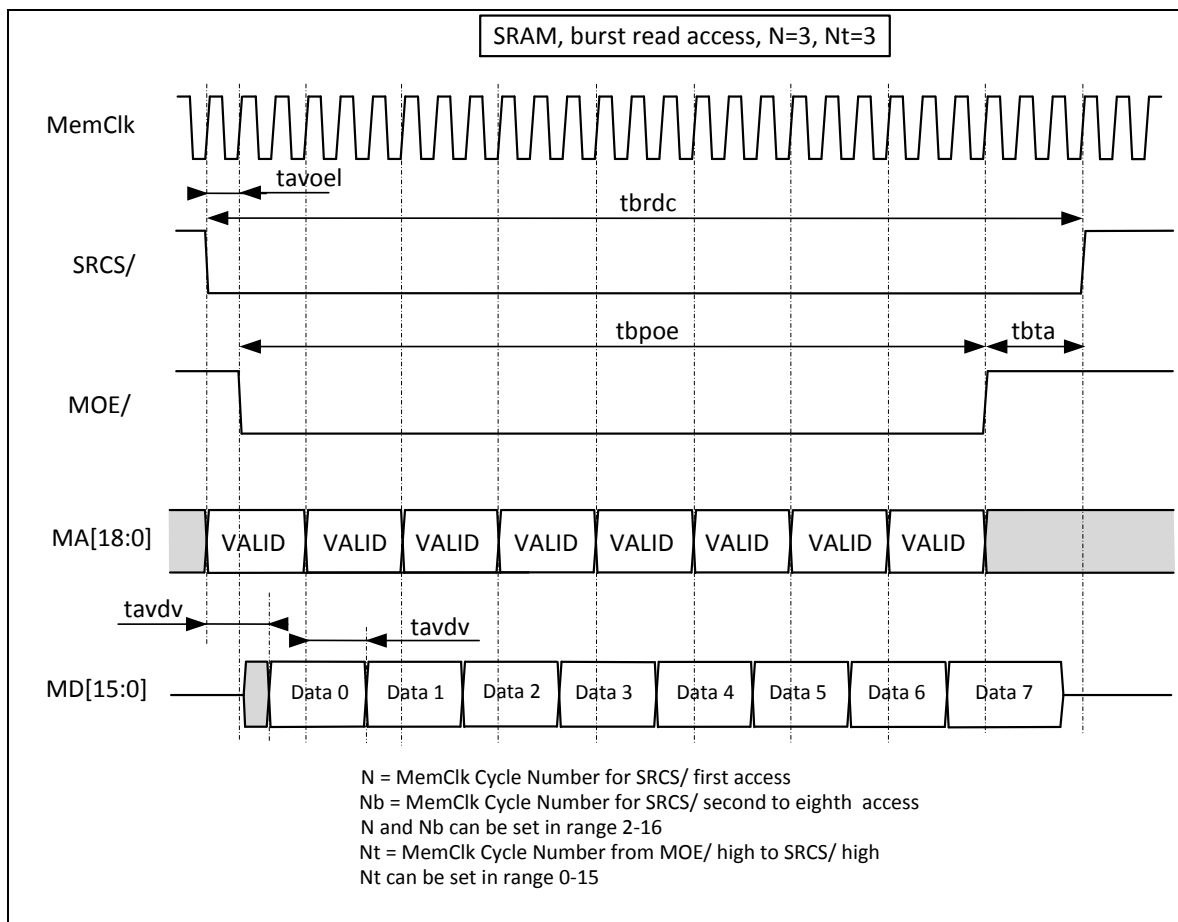 SRAM, burst read access, N=3, Nt=3
MemClk
tavoel
tbrdc
SRCS/
tbpoe
tbta
MOE/
MA[18:0]
VALID VALID VALID VALID VALID VALID VALID VALID
tavdv
tavdv
MD[15:0]
Data 0 Data 1 Data 2 Data 3 Data 4 Data 5 Data 6 Data 7
N = MemClk Cycle Number for SRCS/ first access
Nb = MemClk Cycle Number for SRCS/ second to eighth access
N and Nb can be set in range 2-16
Nt = MemClk Cycle Number from MOE/ high to SRCS/ high
Nt can be set in range 0-15